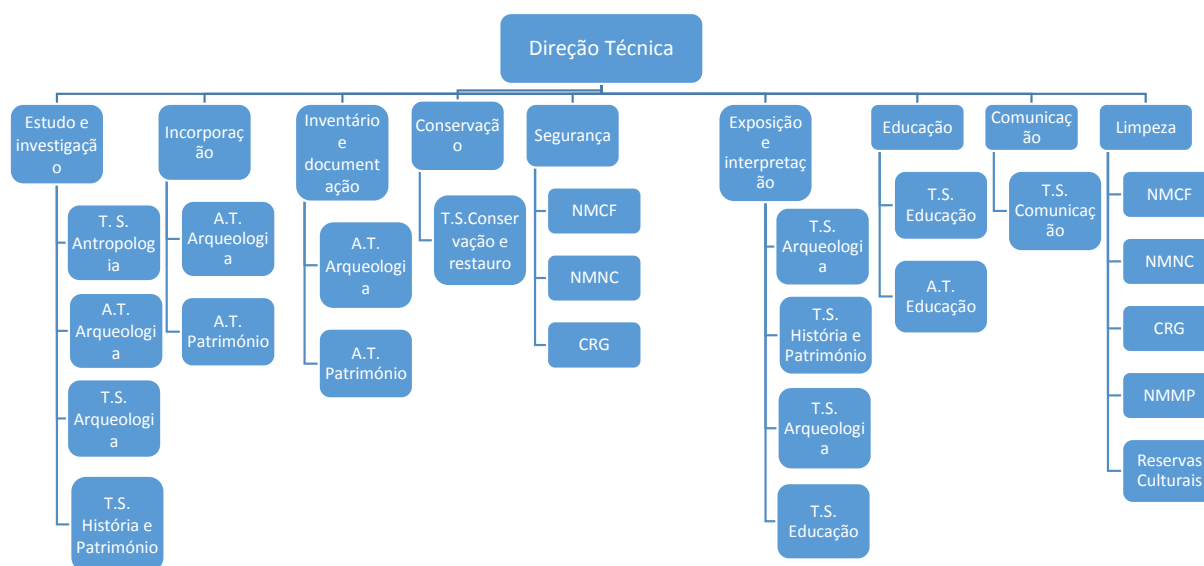 Direção Técnica
Estudo e
investigaçã
o
T. S.
Antropolog
ia
A.T.
Arqueologi
a
T.S.
Arqueologi
a
T.S.
História e
Património
Incorporaç
ão
A.T.
Arqueologi
a
A.T.
Património
Inventário
e
document
ação
A.T.
Arqueologi
a
A.T.
Património
Conservaçã
o
T.S.Conser
vação e
restauro
Segurança
NMCF
NMNC
CRG
Exposição
e
interpretaç
ão
T.S.
Arqueologi
a
T.S.
História e
Património
T.S.
Arqueologi
a
T.S.
Educação
Educação
T.S.
Educação
A.T.
Educação
Comunicaç
ão
T.S.
Comunicaç
ão
Limpeza
NMCF
NMNC
CRG
NMMP
Reservas
Culturais